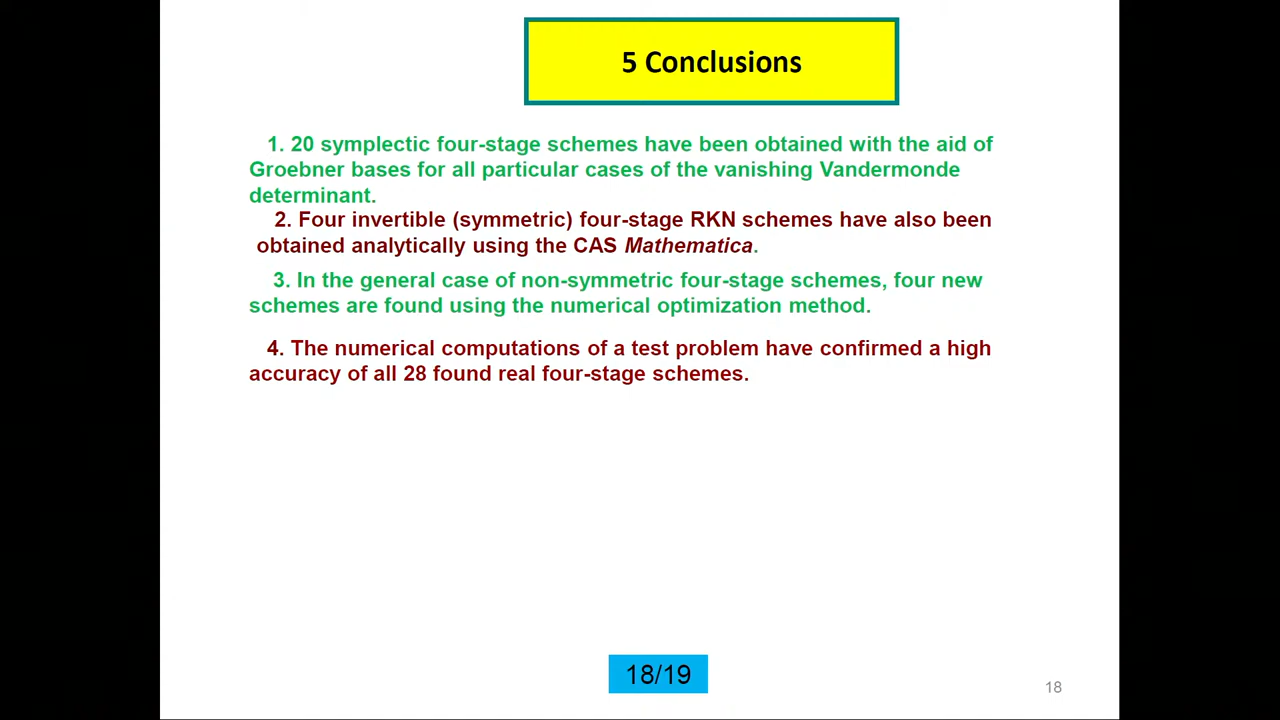 5 Conclusions
1. 20 symplectic four-stage schemes have been obtained with the aid of
Groebner bases for all particular cases of the vanishing Vandermonde
determinant.
2. Four invertible (symmetric) four-stage RKN schemes have also been
obtained analytically using the CAS Mathematica.
3. In the general case of non-symmetric four-stage schemes, four new
schemes are found using the numerical optimization method.
4. The numerical computations of a test problem have confirmed a high
accuracy of all 28 found real four-stage schemes.
18/19
18